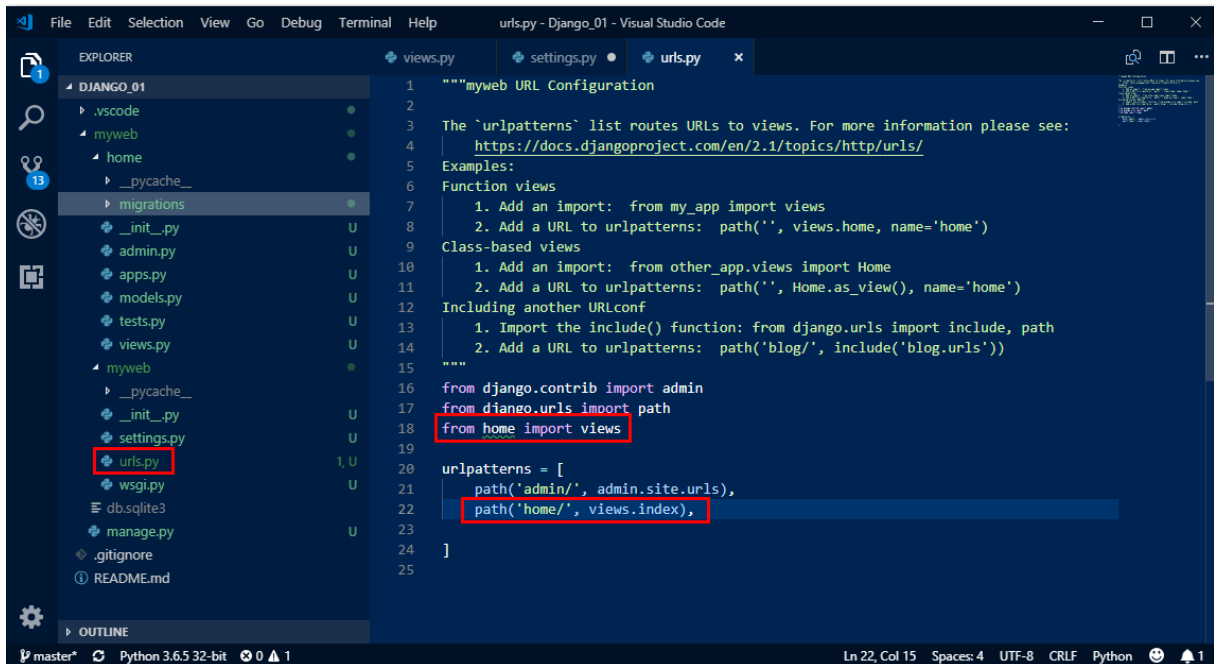 File Edit Selection View Go Debug Terminal Help urls.py - Django_01 - Visual Studio Code
EXPLORER
1
13
DJANGO_01
.vscode
myweb
home
__pycache__
migrations
__init__.py U
admin.py U
apps.py U
models.py U
tests.py U
views.py U
myweb
__pycache__
__init__.py U
settings.py U
urls.py 1, U
wsgi.py U
db.sqlite3
manage.py U
.gitignore
README.md
OUTLINE
views.py settings.py urls.py
1 """myweb URL Configuration
2
3 The `urlpatterns` list routes URLs to views. For more information please see:
4 https://docs.djangoproject.com/en/2.1/topics/http/urls/
5 Examples:
6 Function views
7 1. Add an import:  from my_app import views
8 2. Add a URL to urlpatterns:  path('', views.home, name='home')
9 Class-based views
10 1. Add an import:  from other_app.views import Home
11 2. Add a URL to urlpatterns:  path('', Home.as_view(), name='home')
12 Including another URLconf
13 1. Import the include() function: from django.urls import include, path
14 2. Add a URL to urlpatterns:  path('blog/', include('blog.urls'))
15 """
16 from django.contrib import admin
17 from django.urls import path
18 from home import views
19
20 urlpatterns = [
21 path('admin/', admin.site.urls),
22 path('home/', views.index),
23
24 ]
25
master* Python 3.6.5 32-bit 0 1 Ln 22, Col 15 Spaces: 4 UTF-8 CRLF Python 1